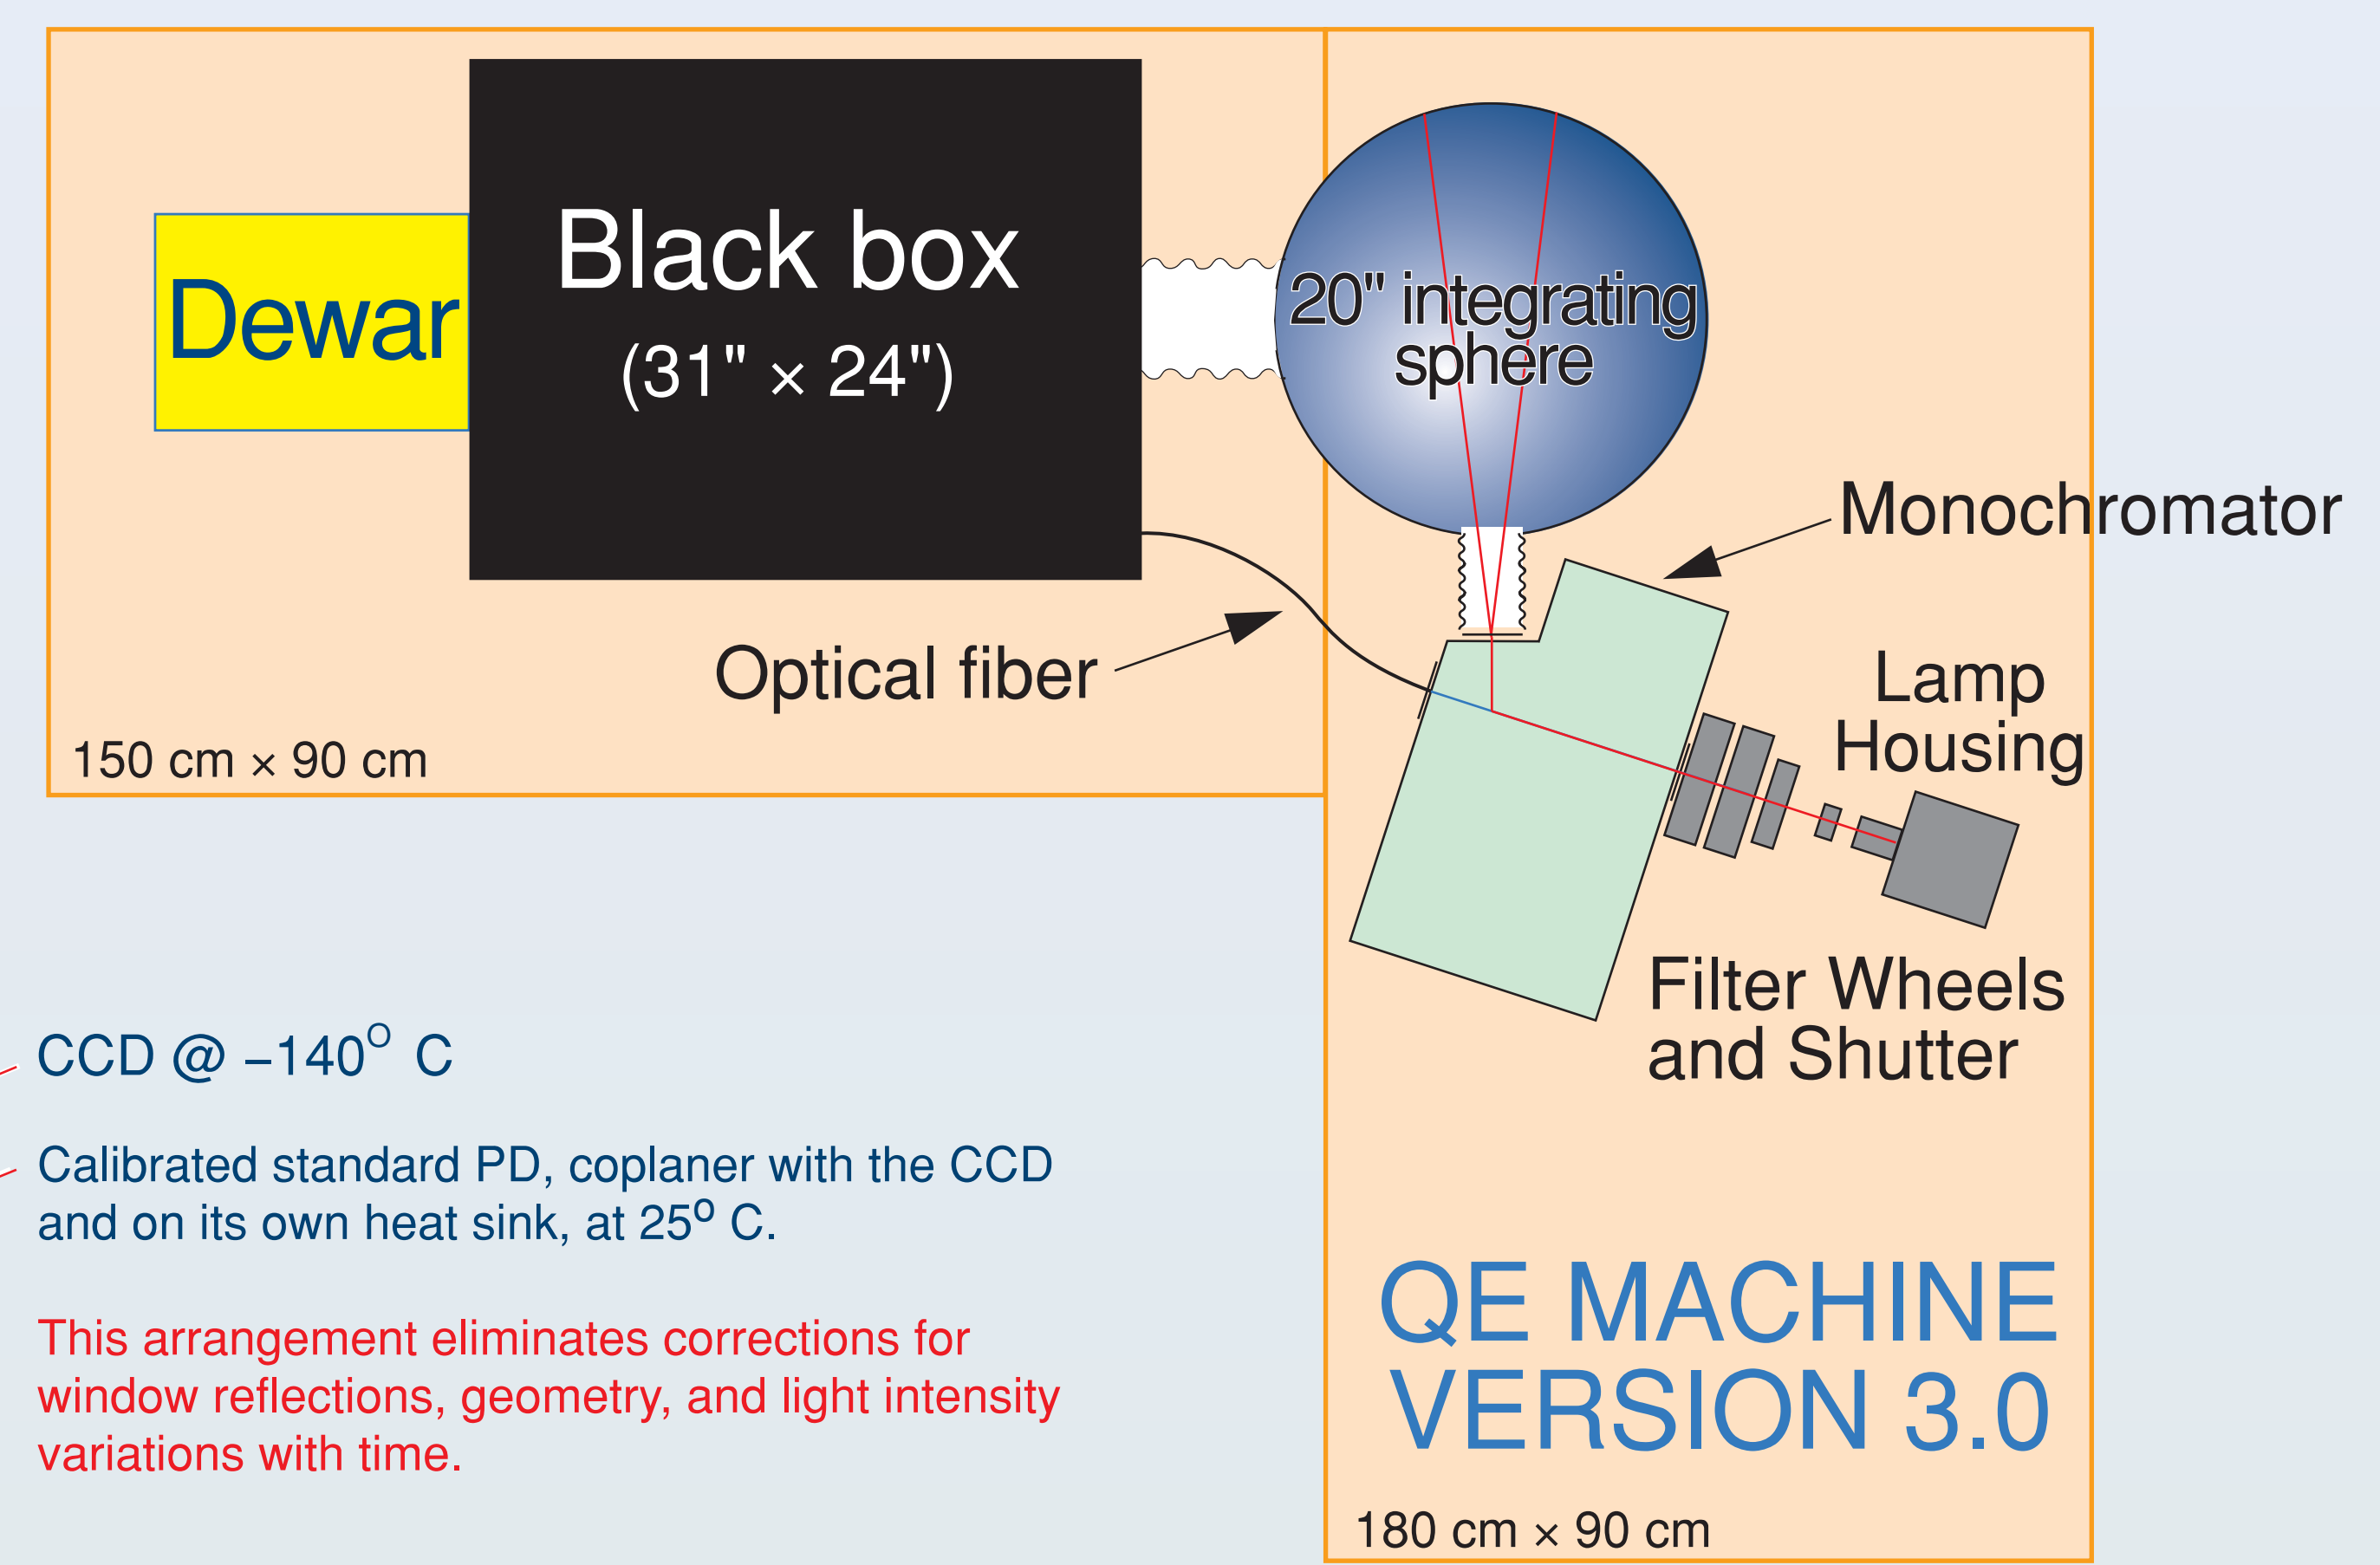 Dewar
Black box
(31" × 24")
20" integrating
sphere
Monochromator
Optical fiber
Lamp
Housing
150 cm × 90 cm
Filter Wheels
and Shutter
CCD @ –140° C
Calibrated standard PD, coplaner with the CCD
and on its own heat sink, at 25° C.
This arrangement eliminates corrections for
window reflections, geometry, and light intensity
variations with time.
QE MACHINE
VERSION 3.0
180 cm × 90 cm